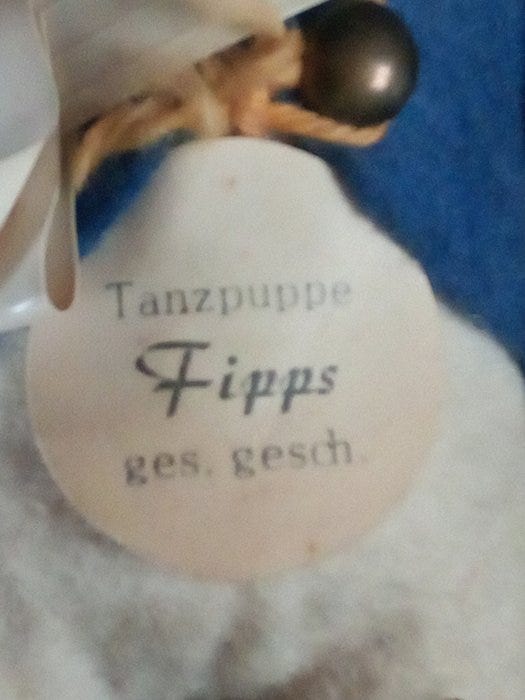 Tanzpuppe
Fipps
ges. gesch.